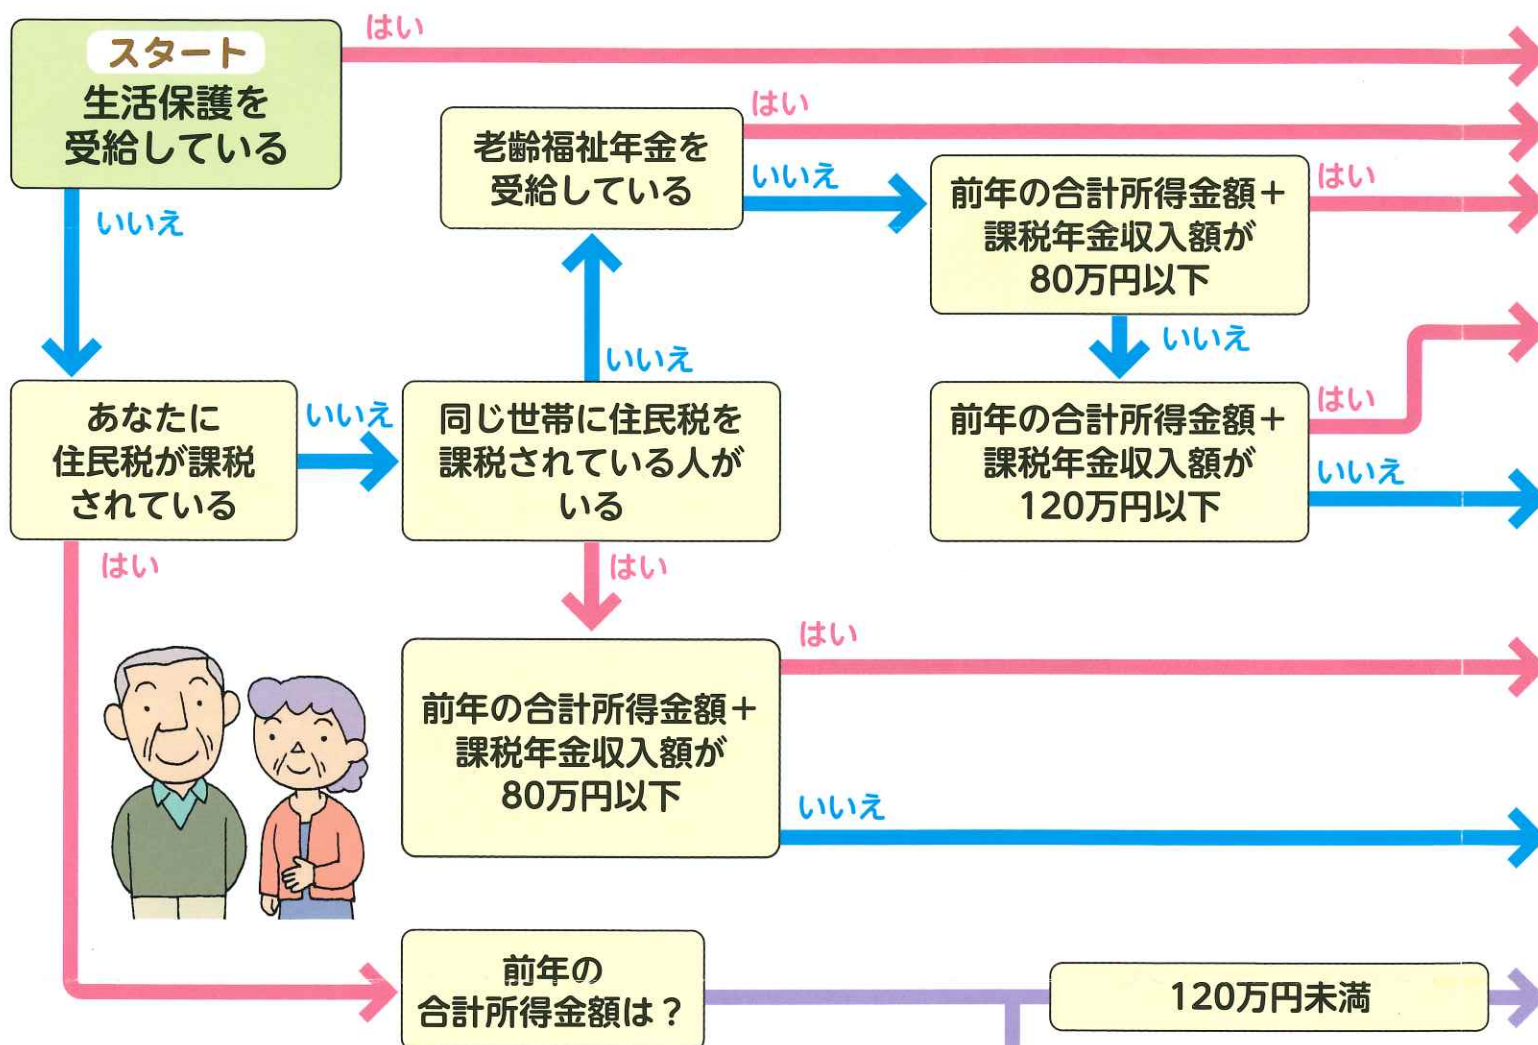 スタート
生活保護を
受給している
はい
いいえ
あなたに
住民税が課税
されている
いいえ
はい
同じ世帯に住民税を
課税されている人が
いる
いいえ
はい
老齢福祉年金を
受給している
はい
いいえ
前年の合計所得金額＋
課税年金収入額が
80万円以下
はい
いいえ
前年の合計所得金額＋
課税年金収入額が
120万円以下
はい
いいえ
前年の合計所得金額＋
課税年金収入額が
80万円以下
はい
いいえ
前年の
合計所得金額は？
120万円未満